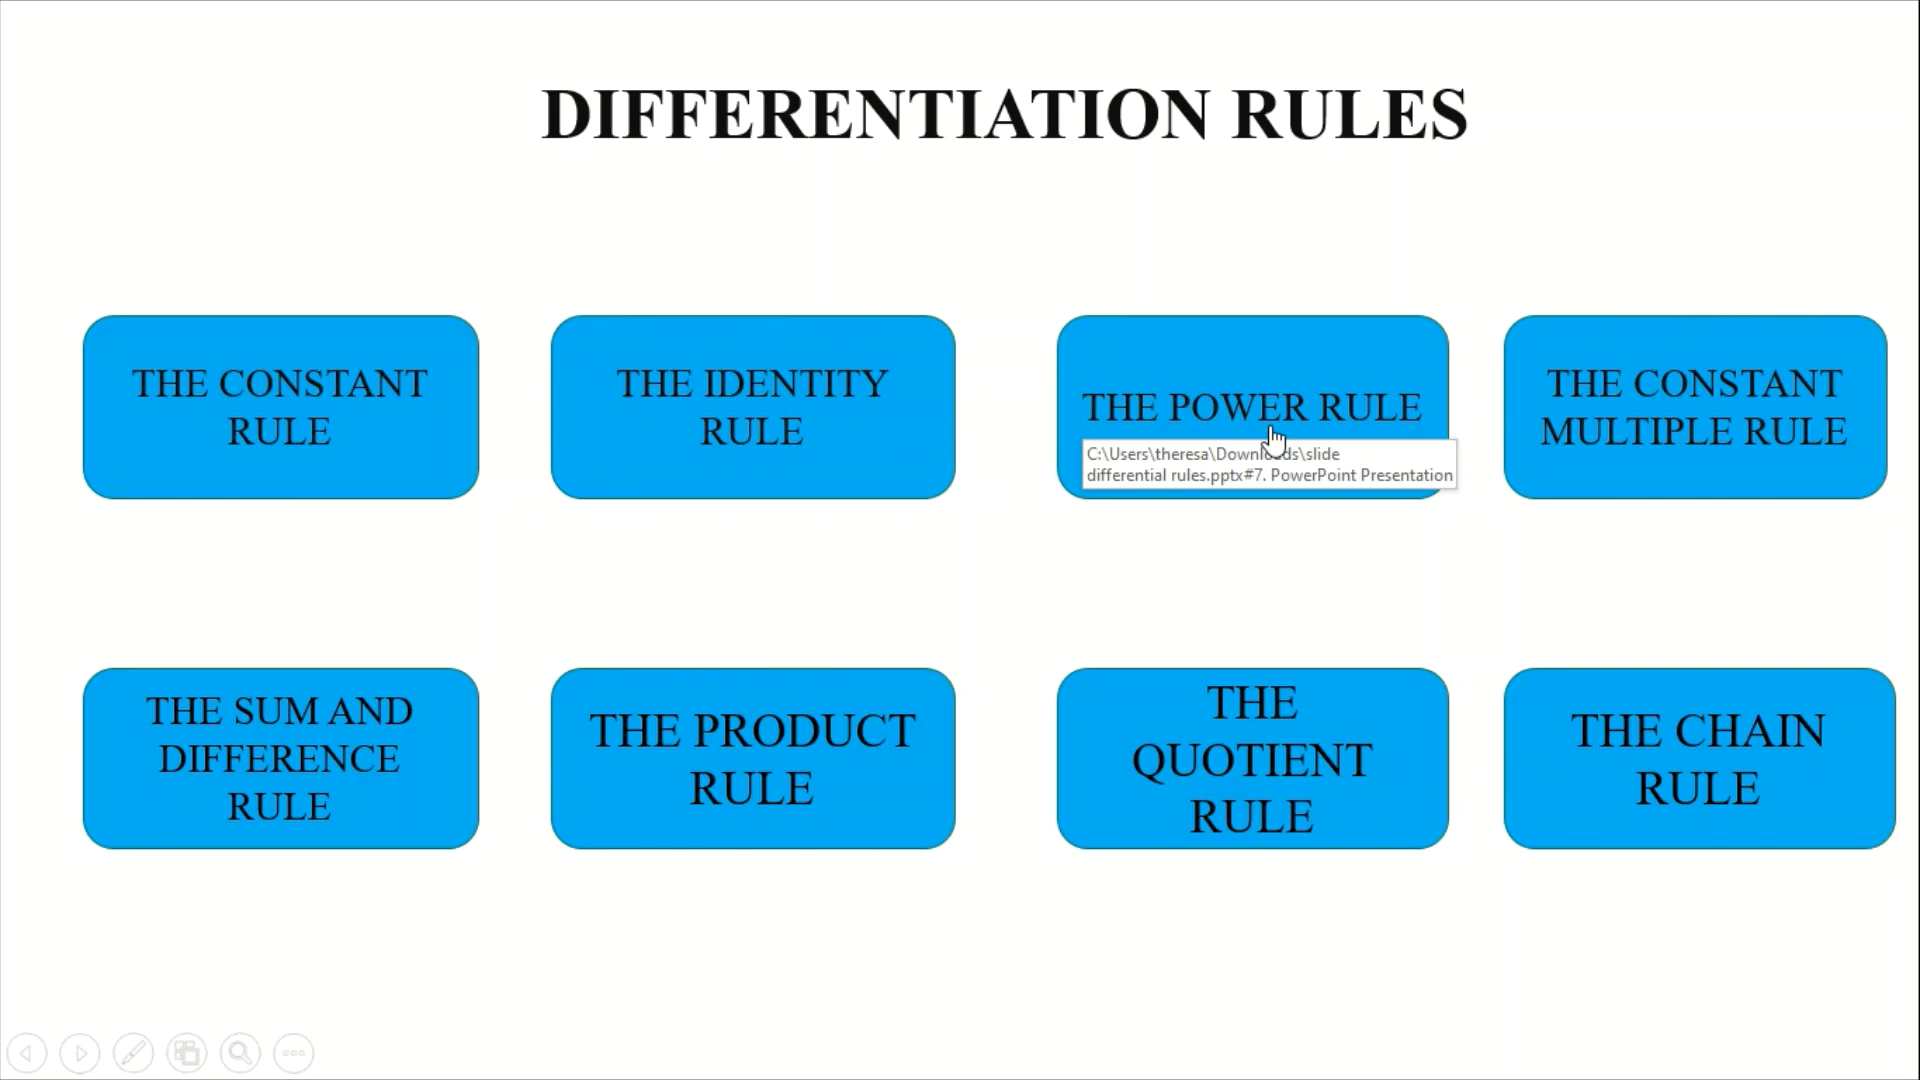 DIFFERENTIATION RULES
THE CONSTANT
RULE
THE IDENTITY
RULE
THE POWER RULE
C:\Users\theresa\Downloads\slide
differential rules.pptx#7. PowerPoint Presentation
THE CONSTANT
MULTIPLE RULE
THE SUM AND
DIFFERENCE
RULE
THE PRODUCT
RULE
THE
QUOTIENT
RULE
THE CHAIN
RULE